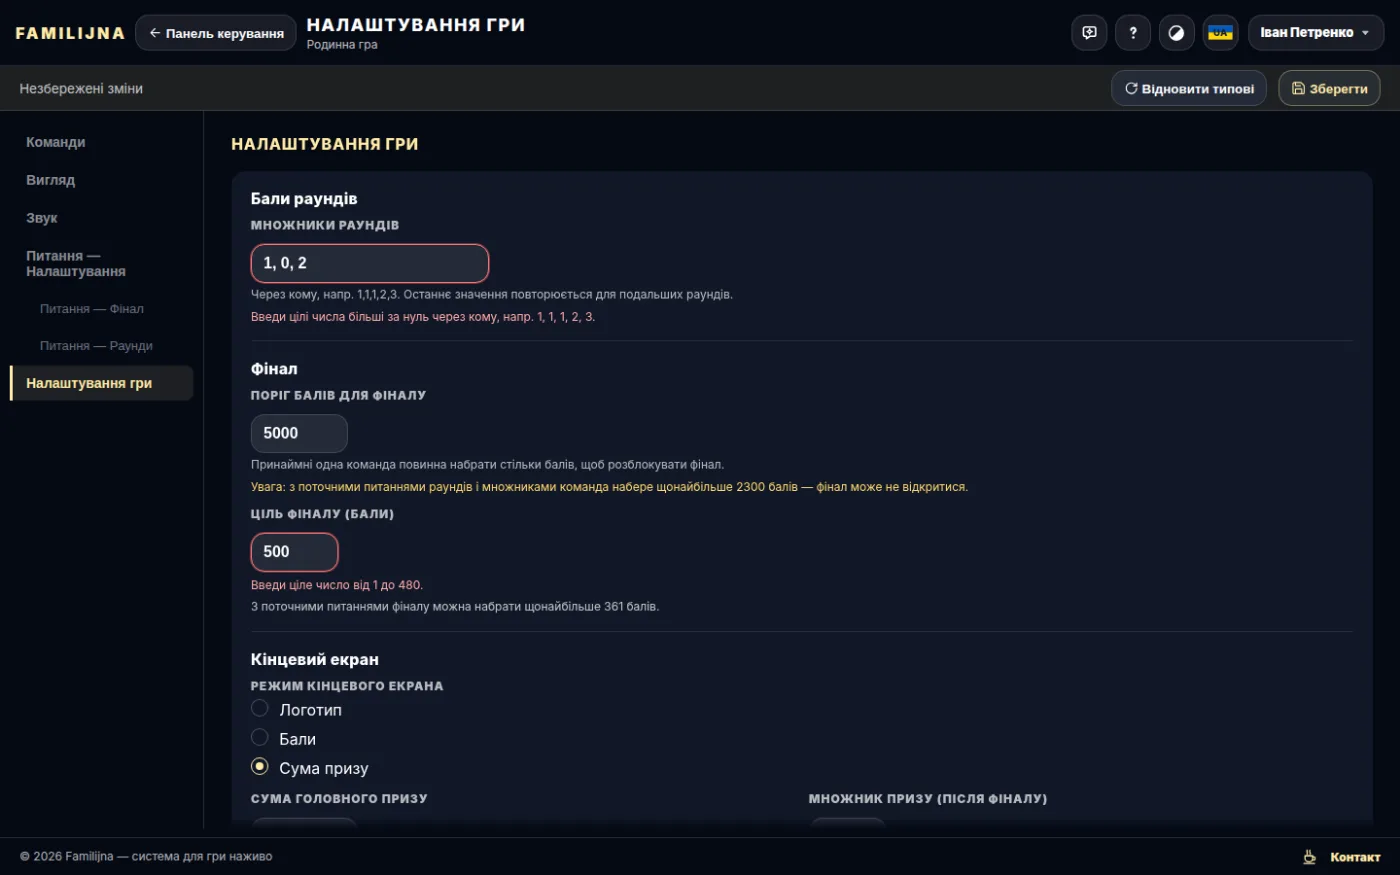 FAMILIJNA
← Панель керування
НАЛАШТУВАННЯ ГРИ
Родинна гра
?
UA
Іван Петренко
Незбережені зміни
Відновити типові
Зберегти
Команди
Вигляд
Звук
Питання —
Налаштування
Питання — Фінал
Питання — Раунди
Налаштування гри
НАЛАШТУВАННЯ ГРИ
Бали раундів
МНОЖНИКИ РАУНДІВ
1, 0, 2
Через кому, напр. 1,1,1,2,3. Останнє значення повторюється для подальших раундів.
Введи цілі числа більші за нуль через кому, напр. 1, 1, 1, 2, 3.
Фінал
ПОРІГ БАЛІВ ДЛЯ ФІНАЛУ
5000
Принаймні одна команда повинна набрати стільки балів, щоб розблокувати фінал.
Увага: з поточними питаннями раундів і множниками команда набере щонайбільше 2300 балів — фінал може не відкритися.
ЦІЛЬ ФІНАЛУ (БАЛИ)
500
Введи ціле число від 1 до 480.
З поточними питаннями фіналу можна набрати щонайбільше 361 балів.
Кінцевий екран
РЕЖИМ КІНЦЕВОГО ЕКРАНА
Логотип
Бали
Сума призу
СУМА ГОЛОВНОГО ПРИЗУ
МНОЖНИК ПРИЗУ (ПІСЛЯ ФІНАЛУ)
© 2026 Familijna — система для гри наживо
Контакт